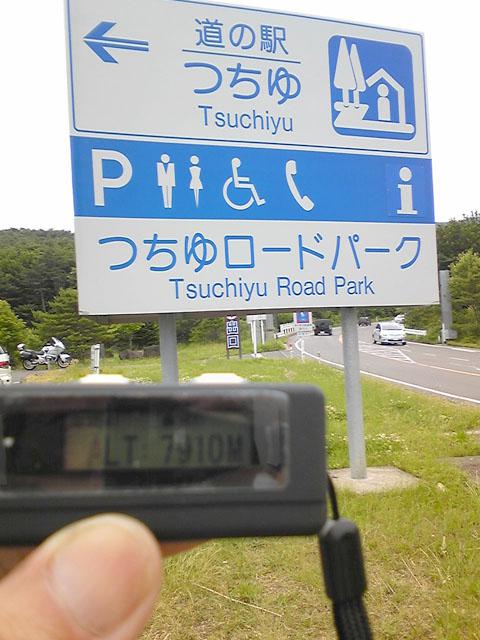 道の駅
つちゆ
Tsuchiyu
P
i
つちゆロードパーク
Tsuchiyu Road Park
ALT: 7910M